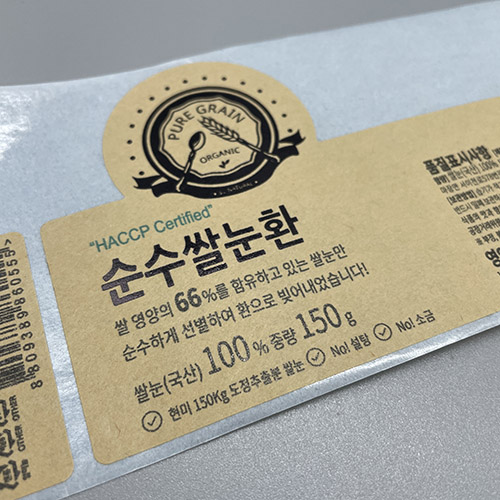 PURE GRAIN
ORGANIC
"HACCP Certified"
순수쌀눈환
쌀 영양의 66%를 함유하고 있는 쌀눈만
순수하게 선별하여 환으로 빚어내었습니다!
쌀눈(국산) 100% 중량 150g
현미 150Kg 도정추출분 쌀눈 No! 설탕 No! 소금
8809389860555>
OTHER
OTHER
품질표시사항